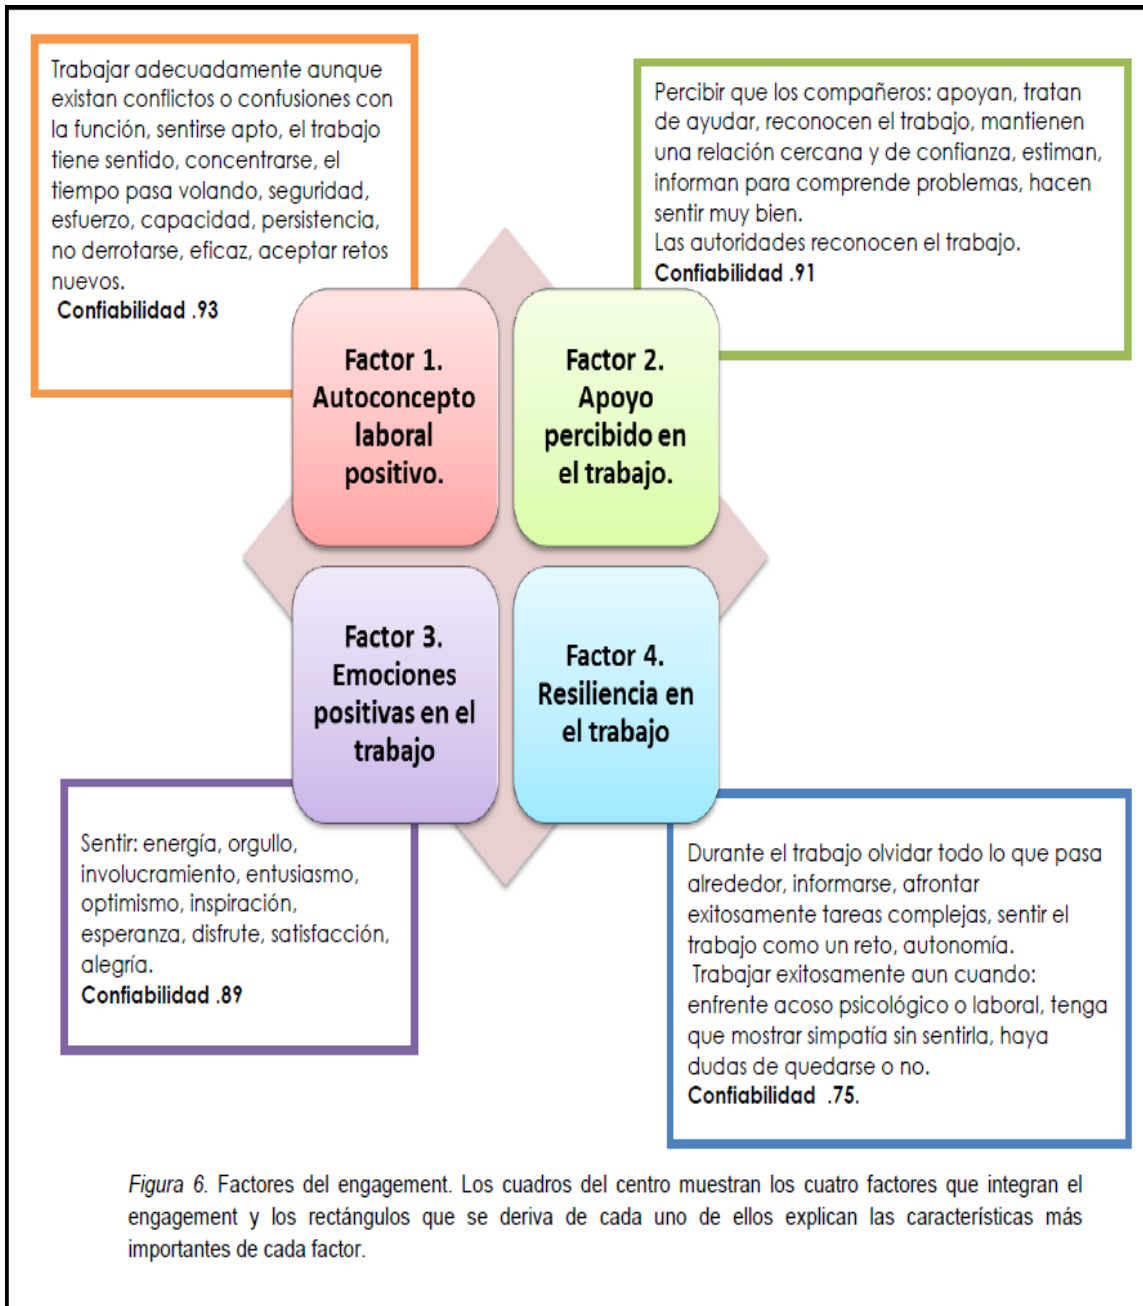 Trabajar adecuadamente aunque
existan conflictos o confusiones con
la función, sentirse apto, el trabajo
tiene sentido, concentrarse, el
tiempo pasa volando, seguridad,
esfuerzo, capacidad, persistencia,
no derrotarse, eficaz, aceptar retos
nuevos.
Confiabilidad .93
Percibir que los compañeros: apoyan, tratan
de ayudar, reconocen el trabajo, mantienen
una relación cercana y de confianza, estiman,
informan para comprende problemas, hacen
sentir muy bien.
Las autoridades reconocen el trabajo.
Confiabilidad .91
Factor 1.
Autoconcepto
laboral
positivo.
Factor 2.
Apoyo
percibido en
el trabajo.
Factor 3.
Emociones
positivas en el
trabajo
Factor 4.
Resiliencia en
el trabajo
Sentir: energía, orgullo,
involucramiento, entusiasmo,
optimismo, inspiración,
esperanza, disfrute, satisfacción,
alegría.
Confiabilidad .89
Durante el trabajo olvidar todo lo que pasa
alrededor, informarse, afrontar
exitosamente tareas complejas, sentir el
trabajo como un reto, autonomía.
Trabajar exitosamente aun cuando:
enfrente acoso psicológico o laboral, tenga
que mostrar simpatía sin sentirla, haya
dudas de quedarse o no.
Confiabilidad .75.
Figura 6. Factores del engagement. Los cuadros del centro muestran los cuatro factores que integran el
engagement y los rectángulos que se deriva de cada uno de ellos explican las características más
importantes de cada factor.